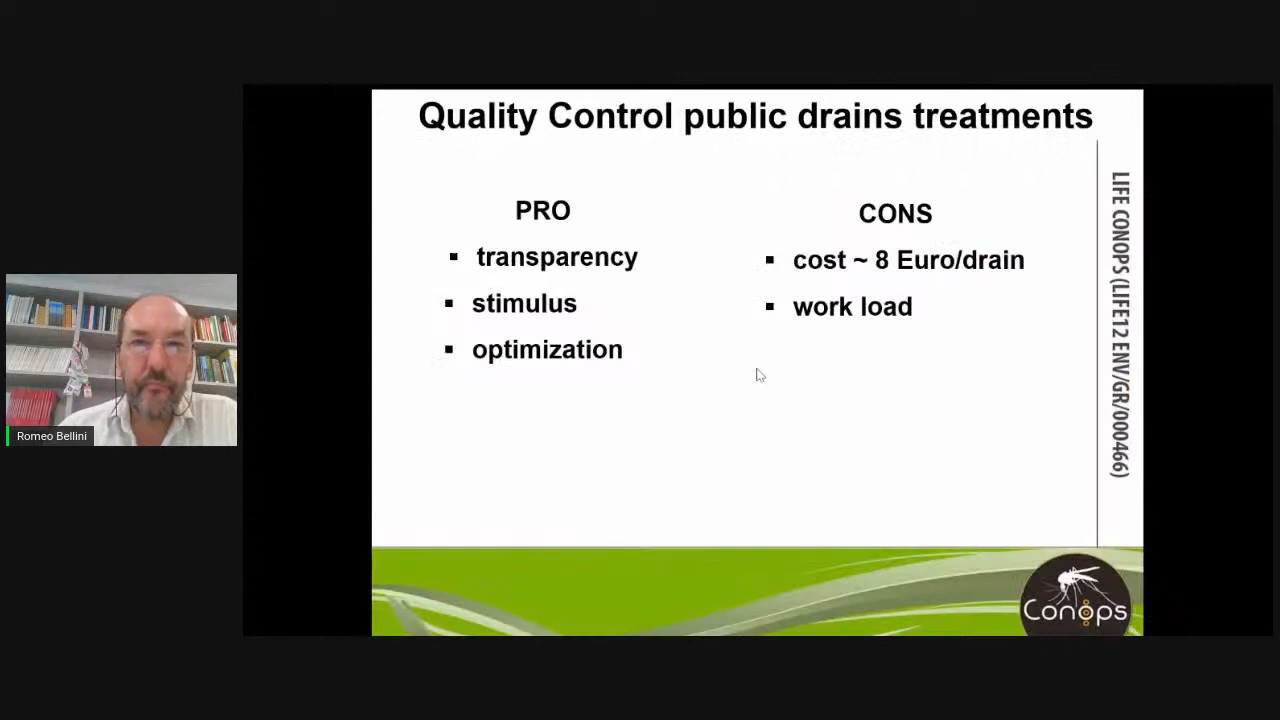 Quality Control public drains treatments
PRO
▪ transparency
▪ stimulus
▪ optimization
CONS
▪ cost ~ 8 Euro/drain
▪ work load
LIFE CONOPS (LIFE12 ENV/GR/000466)
Conops
Romeo Bellini